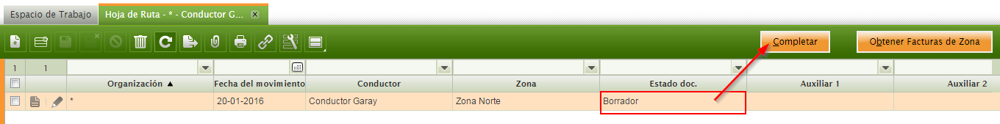 Espacio de Trabajo
Hoja de Ruta - * - Conductor G...
Completar
Obtener Facturas de Zona
1 1
Organización Fecha del movimiento Conductor Zona Estado doc. Auxiliar 1 Auxiliar 2
* 20-01-2016 Conductor Garay Zona Norte Borrador